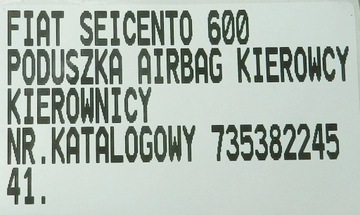 FIAT SEICENTO 600
PODUSZKA AIRBAG KIEROWCY
KIEROWNICY
NR.KATALOGOWY 735382245
41.